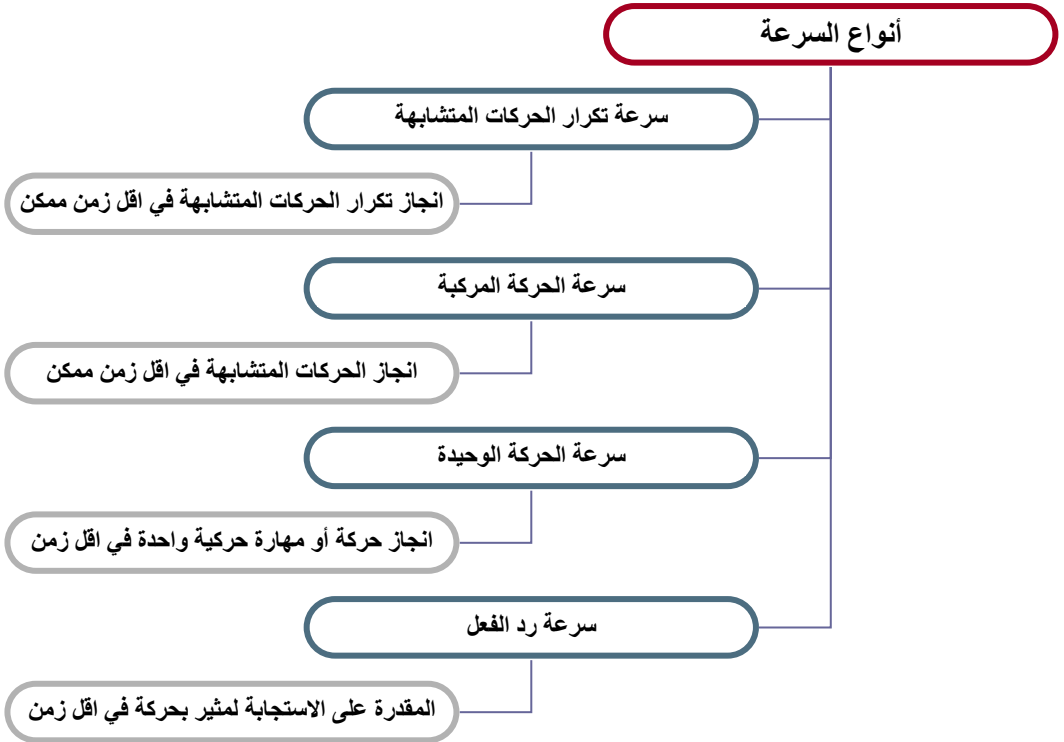 أنواع السرعة
سرعة تكرار الحركات المتشابهة
انجاز تكرار الحركات المتشابهة في اقل زمن ممكن
سرعة الحركة المركبة
انجاز الحركات المتشابهة في اقل زمن ممكن
سرعة الحركة الوحيدة
انجاز حركة أو مهارة حركية واحدة في اقل زمن
سرعة رد الفعل
المقدرة على الاستجابة لمثير بحركة في اقل زمن